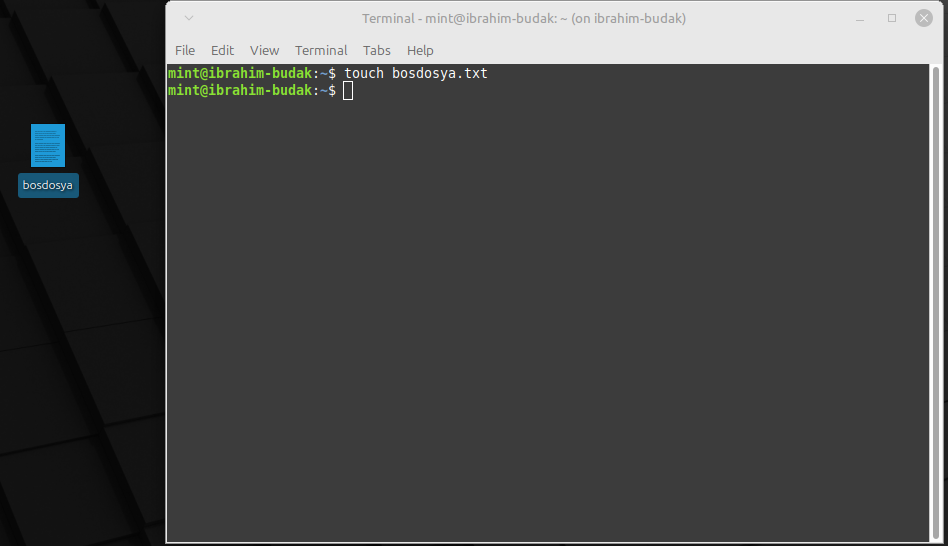 Terminal - mint@ibrahim-budak: ~ (on ibrahim-budak)
File Edit View Terminal Tabs Help
mint@ibrahim-budak:~$ touch bosdosya.txt
mint@ibrahim-budak:~$
bosdosya